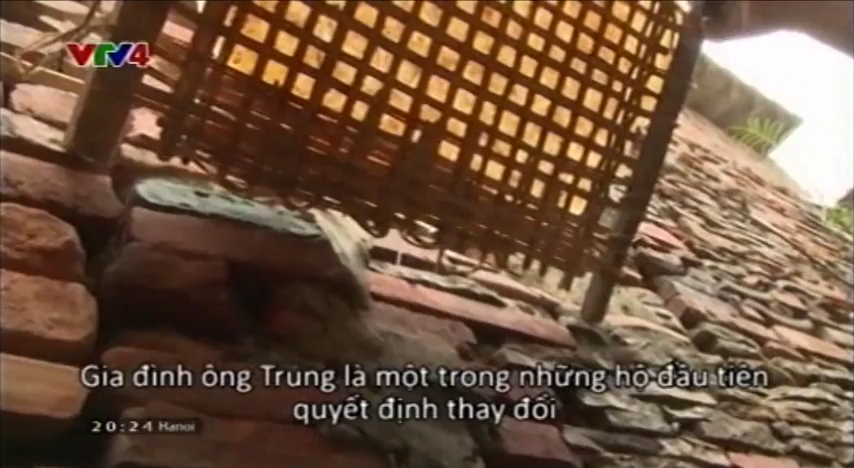 VTV4
Gia đình ông Trung là một trong những hộ đầu tiên
quyết định thay đổi
20:24 Hanoi